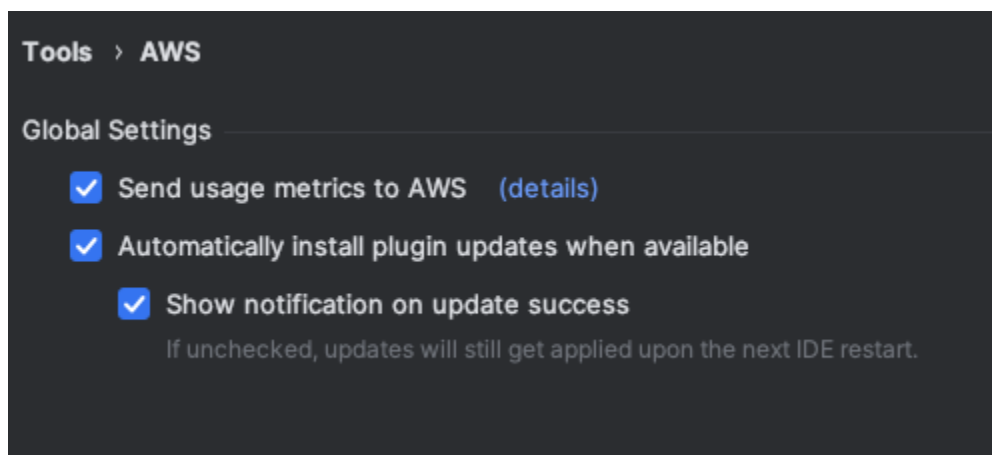 Tools › AWS
Global Settings
Send usage metrics to AWS (details)
Automatically install plugin updates when available
Show notification on update success
If unchecked, updates will still get applied upon the next IDE restart.